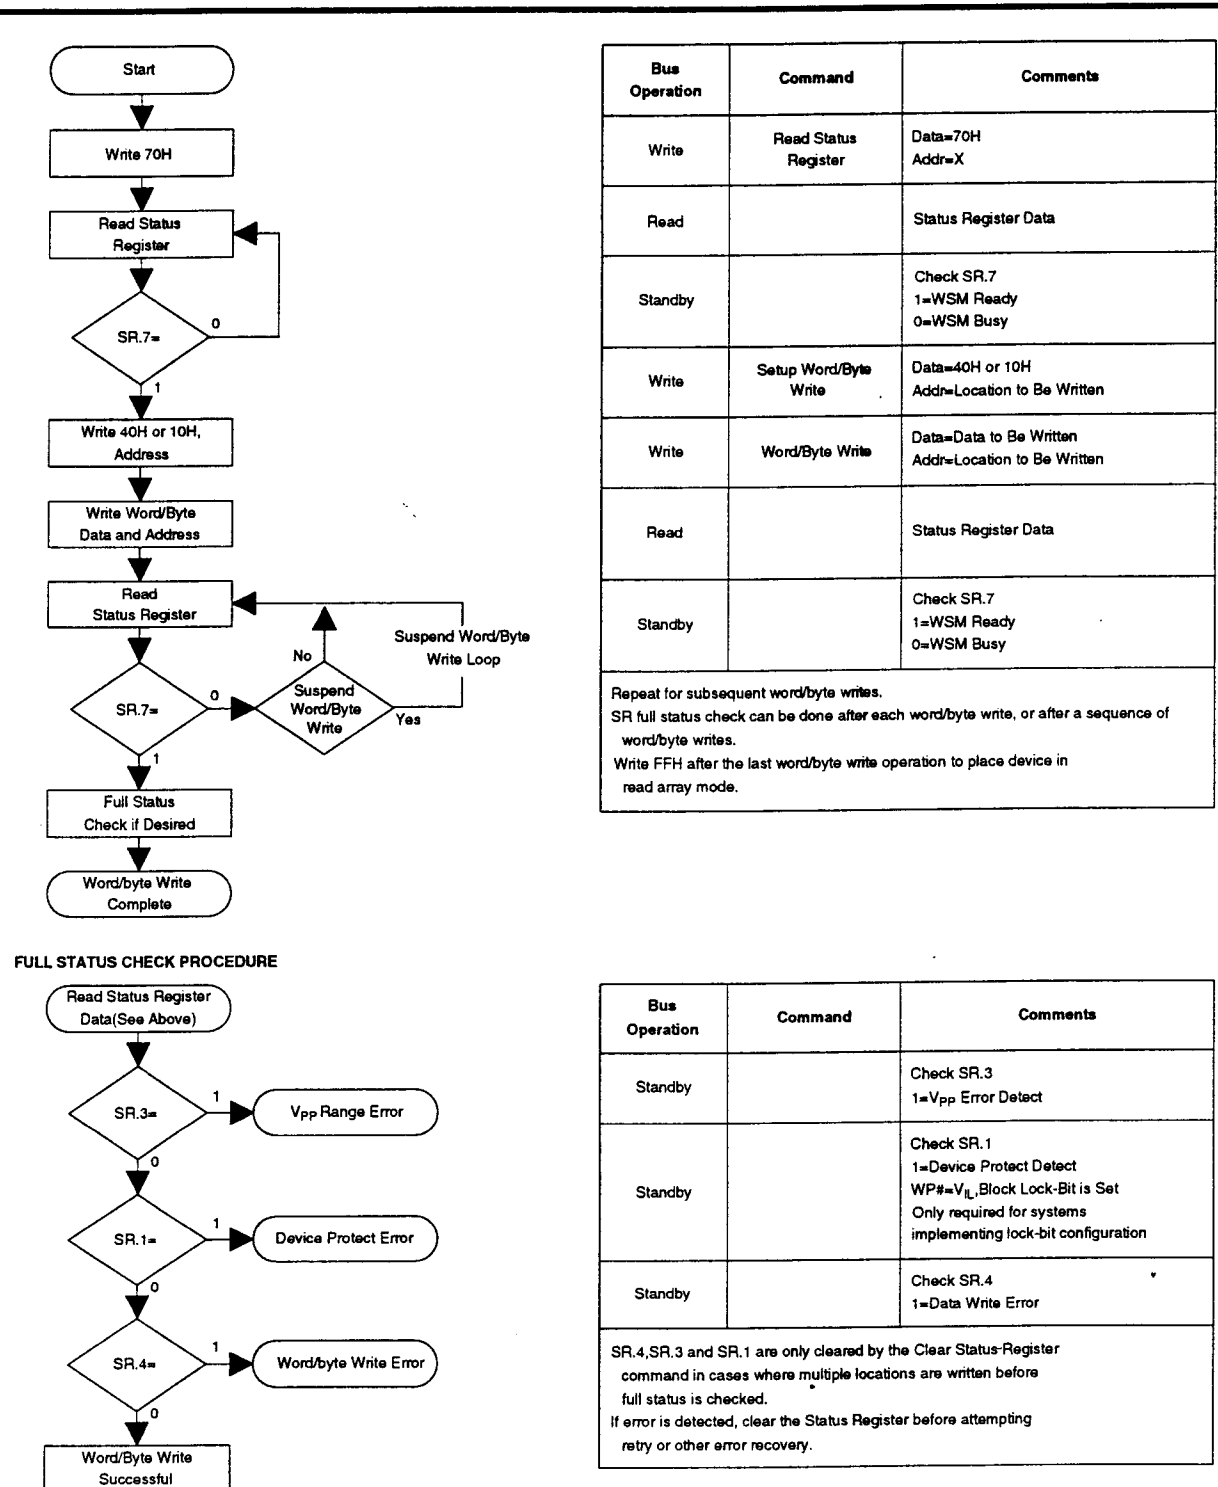 Start
Write 70H
Read Status
Register
SR.7=
0
1
Write 40H or 10H,
Address
Write Word/Byte
Data and Address
Read
Status Register
SR.7=
0
1
No
Suspend
Word/Byte
Write
Yes
Suspend Word/Byte
Write Loop
Full Status
Check if Desired
Word/byte Write
Complete
Bus
Operation
Command
Comments
Write
Read Status
Register
Data=70H
Addr=X
Read
Status Register Data
Standby
Check SR.7
1=WSM Ready
0=WSM Busy
Write
Setup Word/Byte
Write
Data=40H or 10H
Addr=Location to Be Written
Write
Word/Byte Write
Data=Data to Be Written
Addr=Location to Be Written
Read
Status Register Data
Standby
Check SR.7
1=WSM Ready
0=WSM Busy
Repeat for subsequent word/byte writes.
SR full status check can be done after each word/byte write, or after a sequence of
word/byte writes.
Write FFH after the last word/byte write operation to place device in
read array mode.
FULL STATUS CHECK PROCEDURE
Read Status Register
Data(See Above)
SR.3=
1
VPP Range Error
0
SR.1=
1
Device Protect Error
0
SR.4=
1
Word/byte Write Error
0
Word/Byte Write
Successful
Bus
Operation
Command
Comments
Standby
Check SR.3
1=VPP Error Detect
Standby
Check SR.1
1=Device Protect Detect
WP#=VIL,Block Lock-Bit is Set
Only required for systems
implementing lock-bit configuration
Standby
Check SR.4
1=Data Write Error
SR.4,SR.3 and SR.1 are only cleared by the Clear Status-Register
command in cases where multiple locations are written before
full status is checked.
If error is detected, clear the Status Register before attempting
retry or other error recovery.